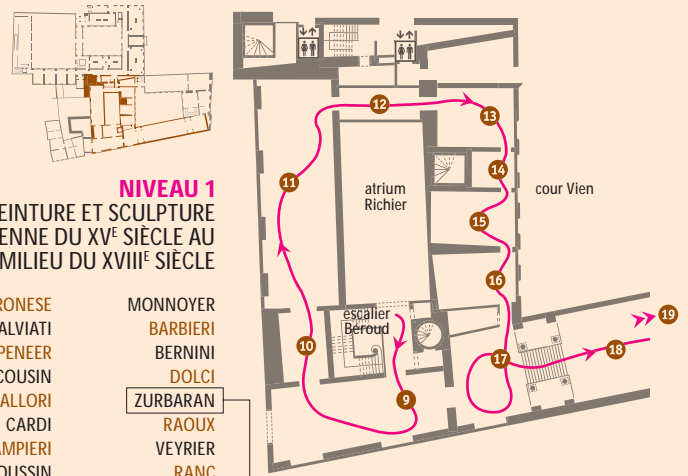 NIVEAU 1
EINTURE ET SCULPTURE
ENNE DU XVE SIÈCLE AU
MILIEU DU XVIIIE SIÈCLE
RONESE
ALVIATI
PENEER
COUSIN
ALLORI
CARDI
AMPIERI
OUSSIN
MONNOYER
BARBIERI
BERNINI
DOLCI
ZURBARAN
RAOUX
VEYRIER
RANC
12
13
11
14
atrium
Richier
cour Vien
15
16
escalier
Béroud
19
10
17
18
9